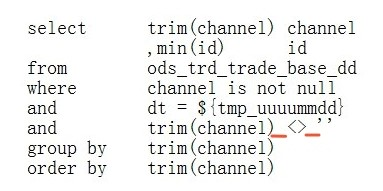 select trim(channel) channel
,min(id) id
from ods_trd_trade_base_dd
where channel is not null
and dt = ${tmp_uuuummdd}
and trim(channel) <> ''
group by trim(channel)
order by trim(channel)